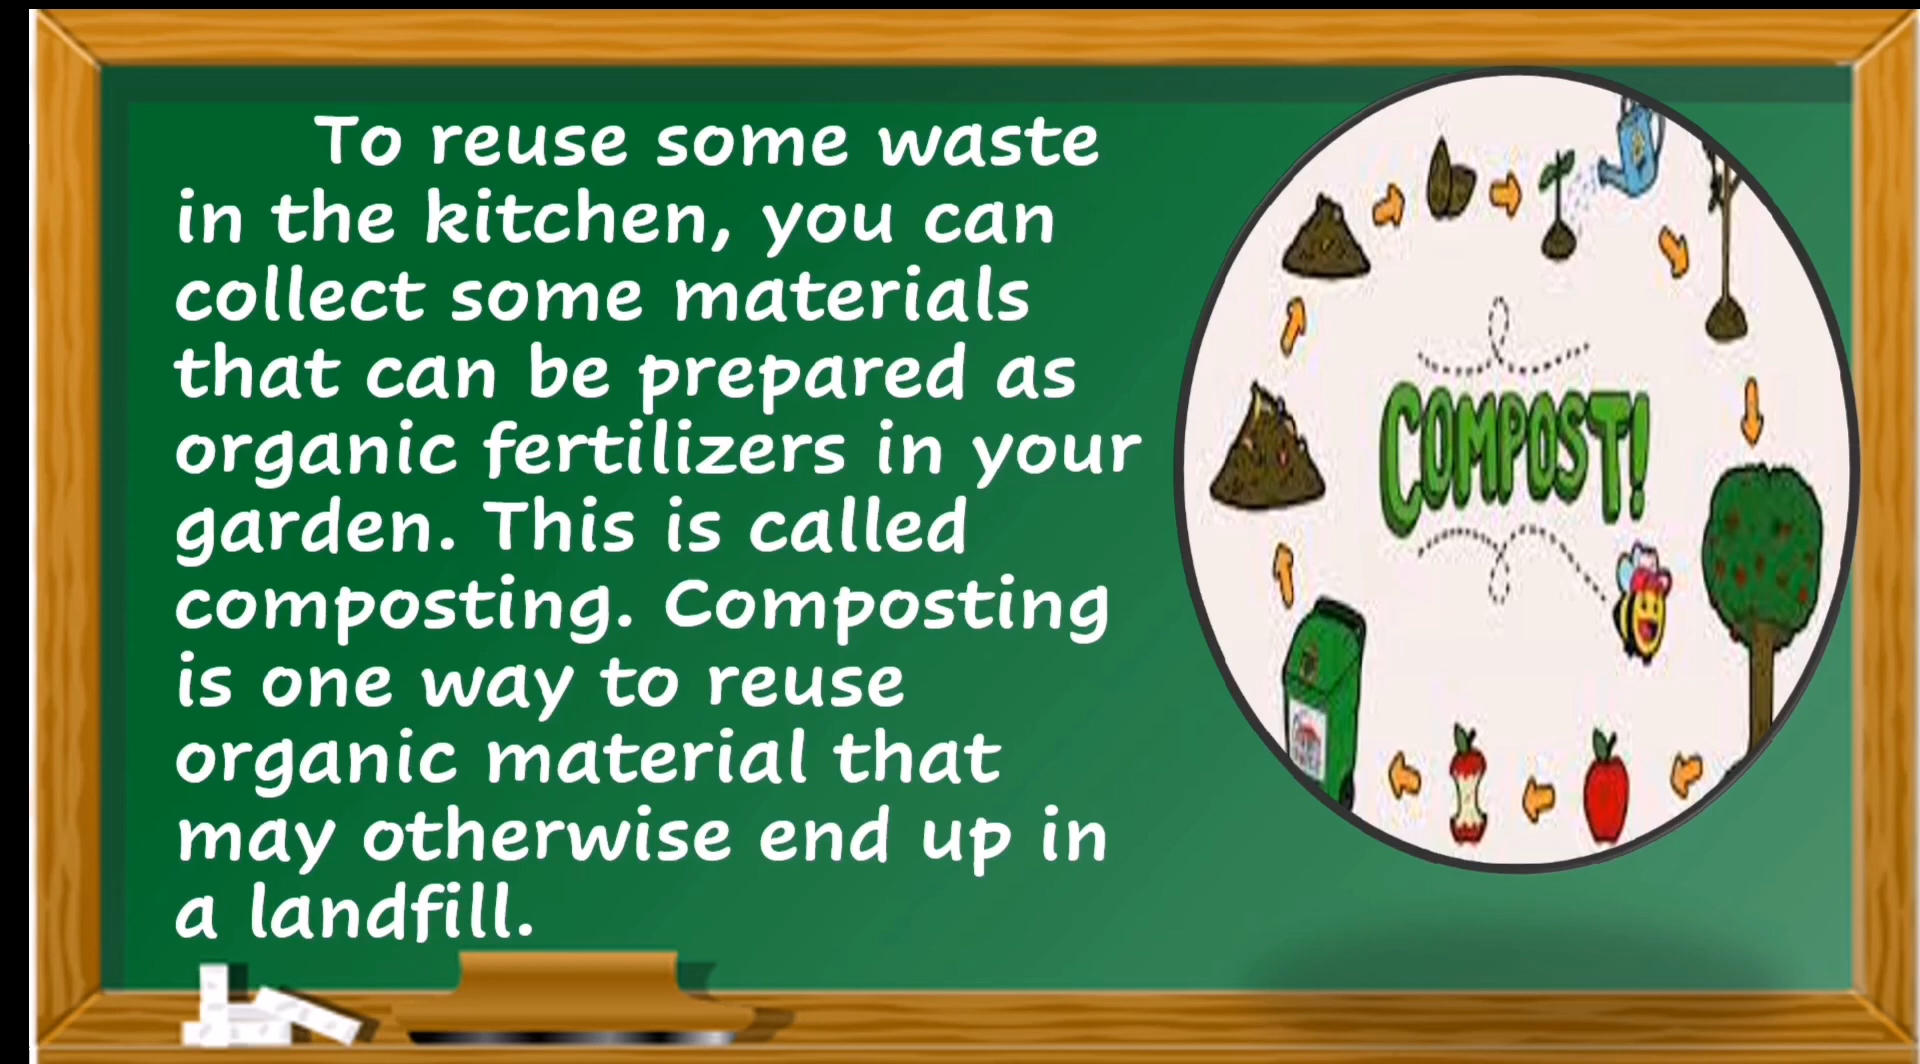 To reuse some waste
in the kitchen, you can
collect some materials
that can be prepared as
organic fertilizers in your
garden. This is called
composting. Composting
is one way to reuse
organic material that
may otherwise end up in
a landfill.
COMPOST!